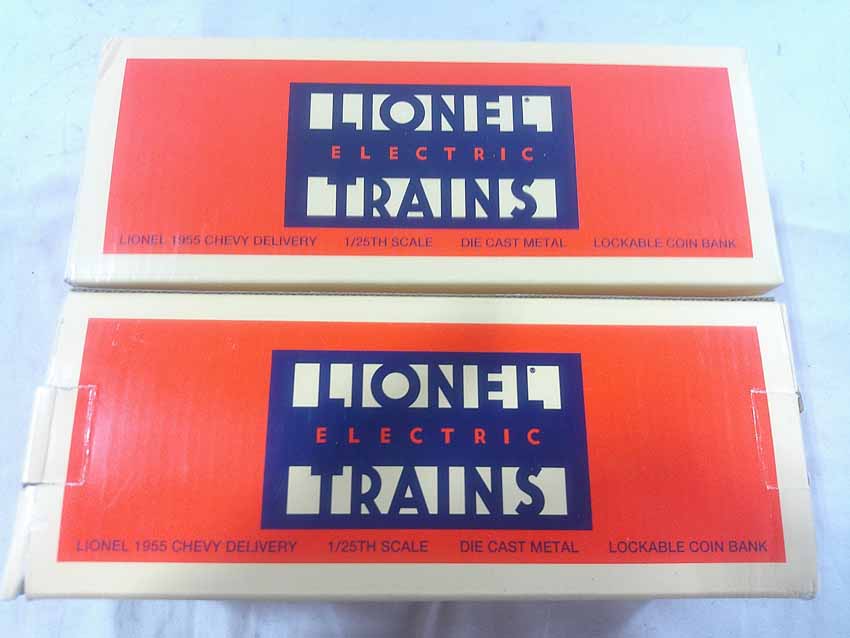 LIONEL®
ELECTRIC
TRAINS
LIONEL 1955 CHEVY DELIVERY 1/25TH SCALE DIE CAST METAL LOCKABLE COIN BANK
LIONEL®
ELECTRIC
TRAINS
LIONEL 1955 CHEVY DELIVERY 1/25TH SCALE DIE CAST METAL LOCKABLE COIN BANK